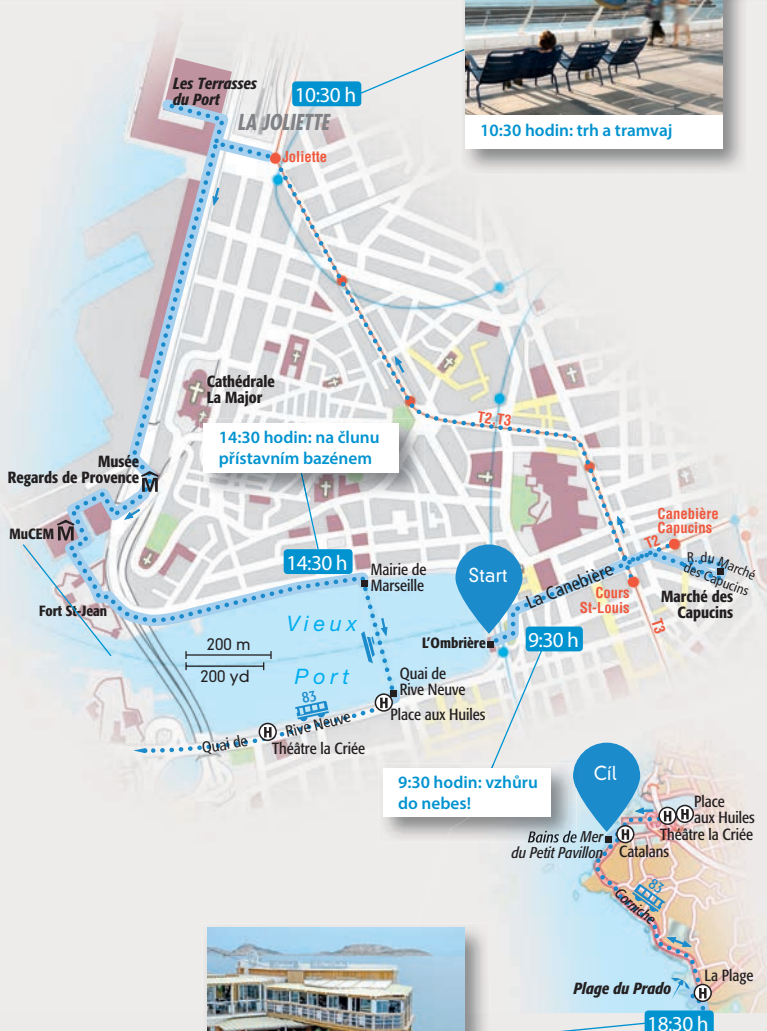 10:30 hodin: trh a tramvaj
Les Terrasses
du Port
10:30 h
LA JOLIETTE
Joliette
Cathédrale
La Major
T2, T3
14:30 hodin: na člunu
přístavním bazénem
Musée
Regards de Provence
MuCEM
Fort St-Jean
14:30 h
Mairie de
Marseille
Start
La Canebière
Canebière
Capucins
T2
R. du Marché
des Capucins
Marché des
Capucins
Cours
St-Louis
T3
L'Ombrière
9:30 h
Vieux
Port
200 m
200 yd
Quai de
Rive Neuve
H
Place aux Huiles
83
Quai de Rive Neuve
H
Théâtre la Criée
9:30 hodin: vzhůru
do nebes!
Cíl
H H
Place
aux Huiles
Théâtre la Criée
Bains de Mer
du Petit Pavillon
H
Catalans
83
Corniche
Plage du Prado
La Plage
H
18:30 h